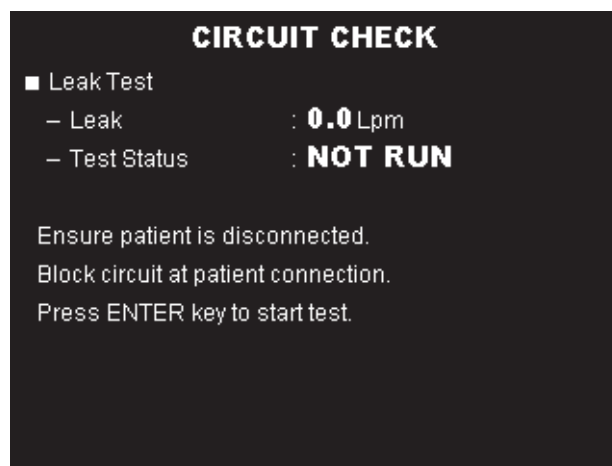 CIRCUIT CHECK
■ Leak Test
– Leak : 0.0 Lpm
– Test Status : NOT RUN
Ensure patient is disconnected.
Block circuit at patient connection.
Press ENTER key to start test.